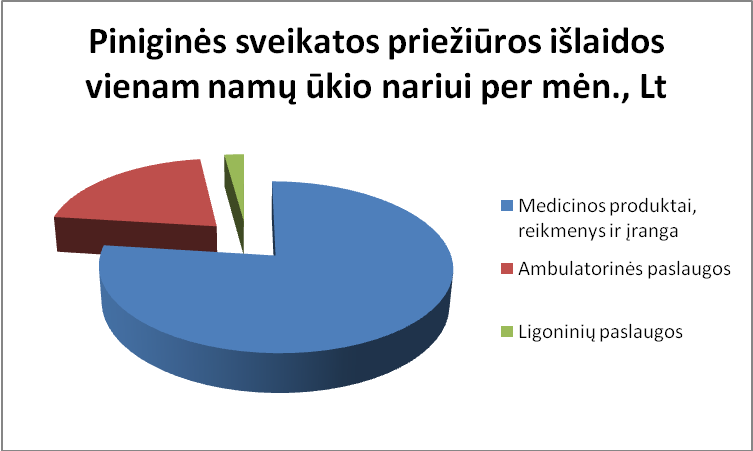 Piniginės sveikatos priežiūros išlaidos
vienam namų ūkio nariui per mėn., Lt
Medicinos produktai,
reikmenys ir įranga
Ambulatorinės paslaugos
Ligoninių paslaugos